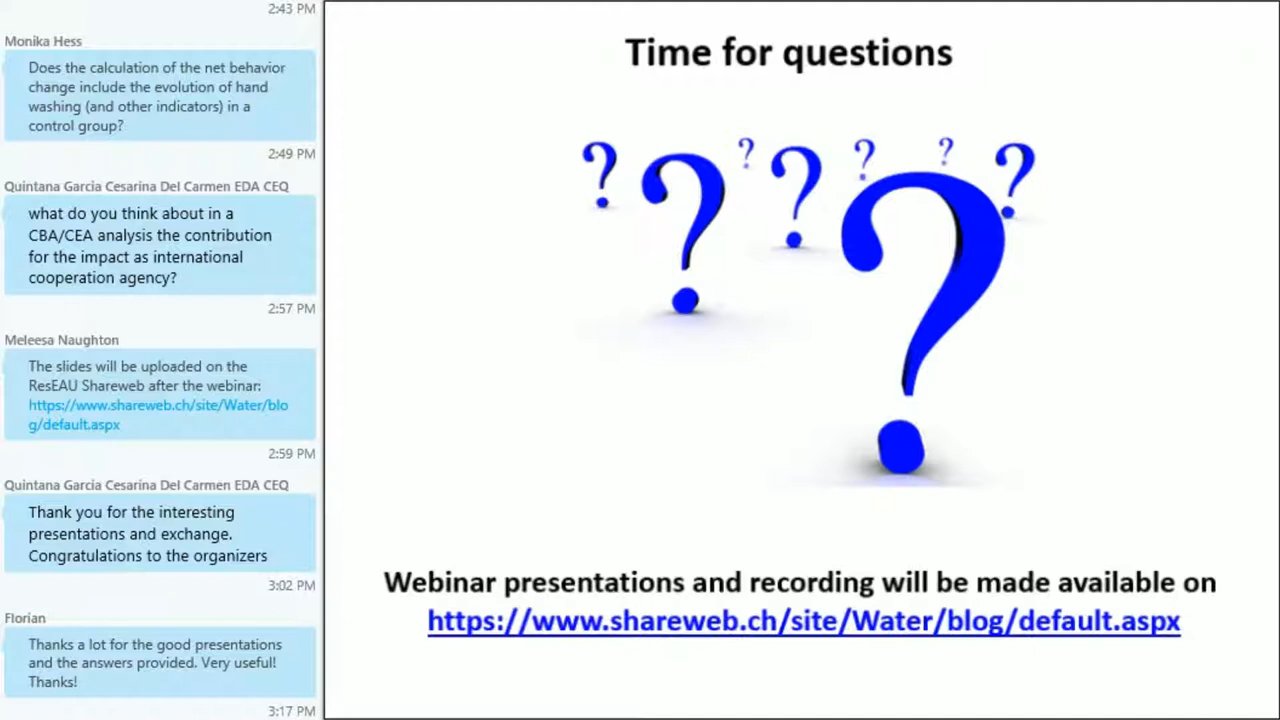 2:43 PM
Monika Hess
Does the calculation of the net behavior
change include the evolution of hand
washing (and other indicators) in a
control group?
2:49 PM
Quintana Garcia Cesarina Del Carmen EDA CEQ
what do you think about in a
CBA/CEA analysis the contribution
for the impact as international
cooperation agency?
2:57 PM
Meleesa Naughton
The slides will be uploaded on the
ResEAU Shareweb after the webinar:
https://www.shareweb.ch/site/Water/blo
g/default.aspx
2:59 PM
Quintana Garcia Cesarina Del Carmen EDA CEQ
Thank you for the interesting
presentations and exchange.
Congratulations to the organizers
3:02 PM
Florian
Thanks a lot for the good presentations
and the answers provided. Very useful!
Thanks!
3:17 PM
Time for questions
? ? ? ? ? ? ? ?
Webinar presentations and recording will be made available on
https://www.shareweb.ch/site/Water/blog/default.aspx